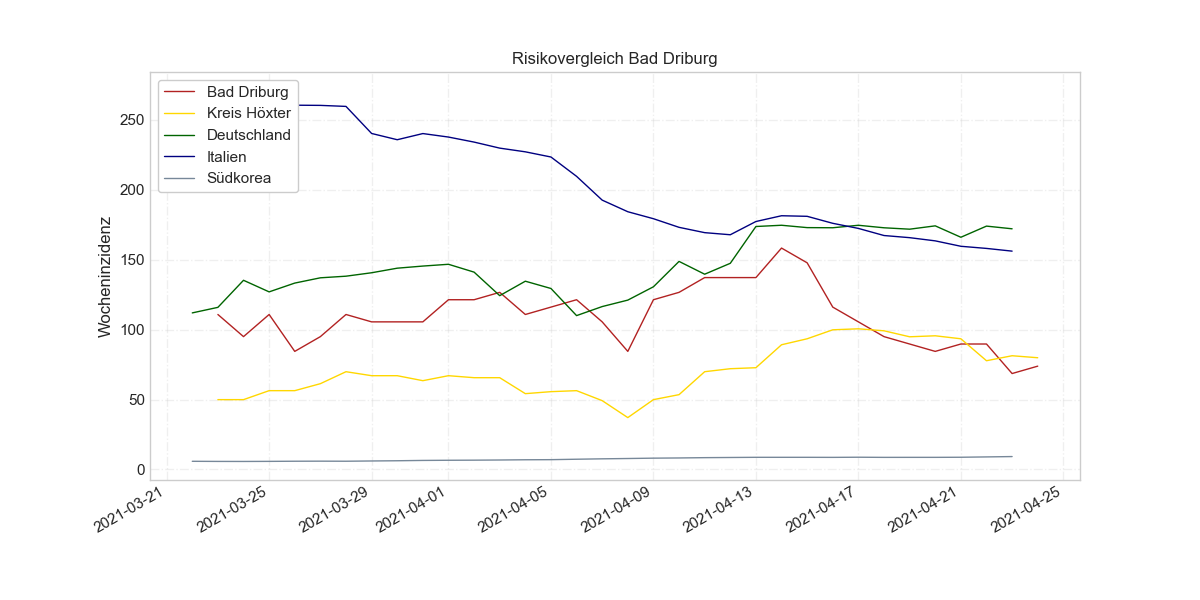 Risikovergleich Bad Driburg
Bad Driburg
Kreis Höxter
Deutschland
Italien
Südkorea
Wocheninzidenz
250
200
150
100
50
0
2021-03-21
2021-03-25
2021-03-29
2021-04-01
2021-04-05
2021-04-09
2021-04-13
2021-04-17
2021-04-21
2021-04-25